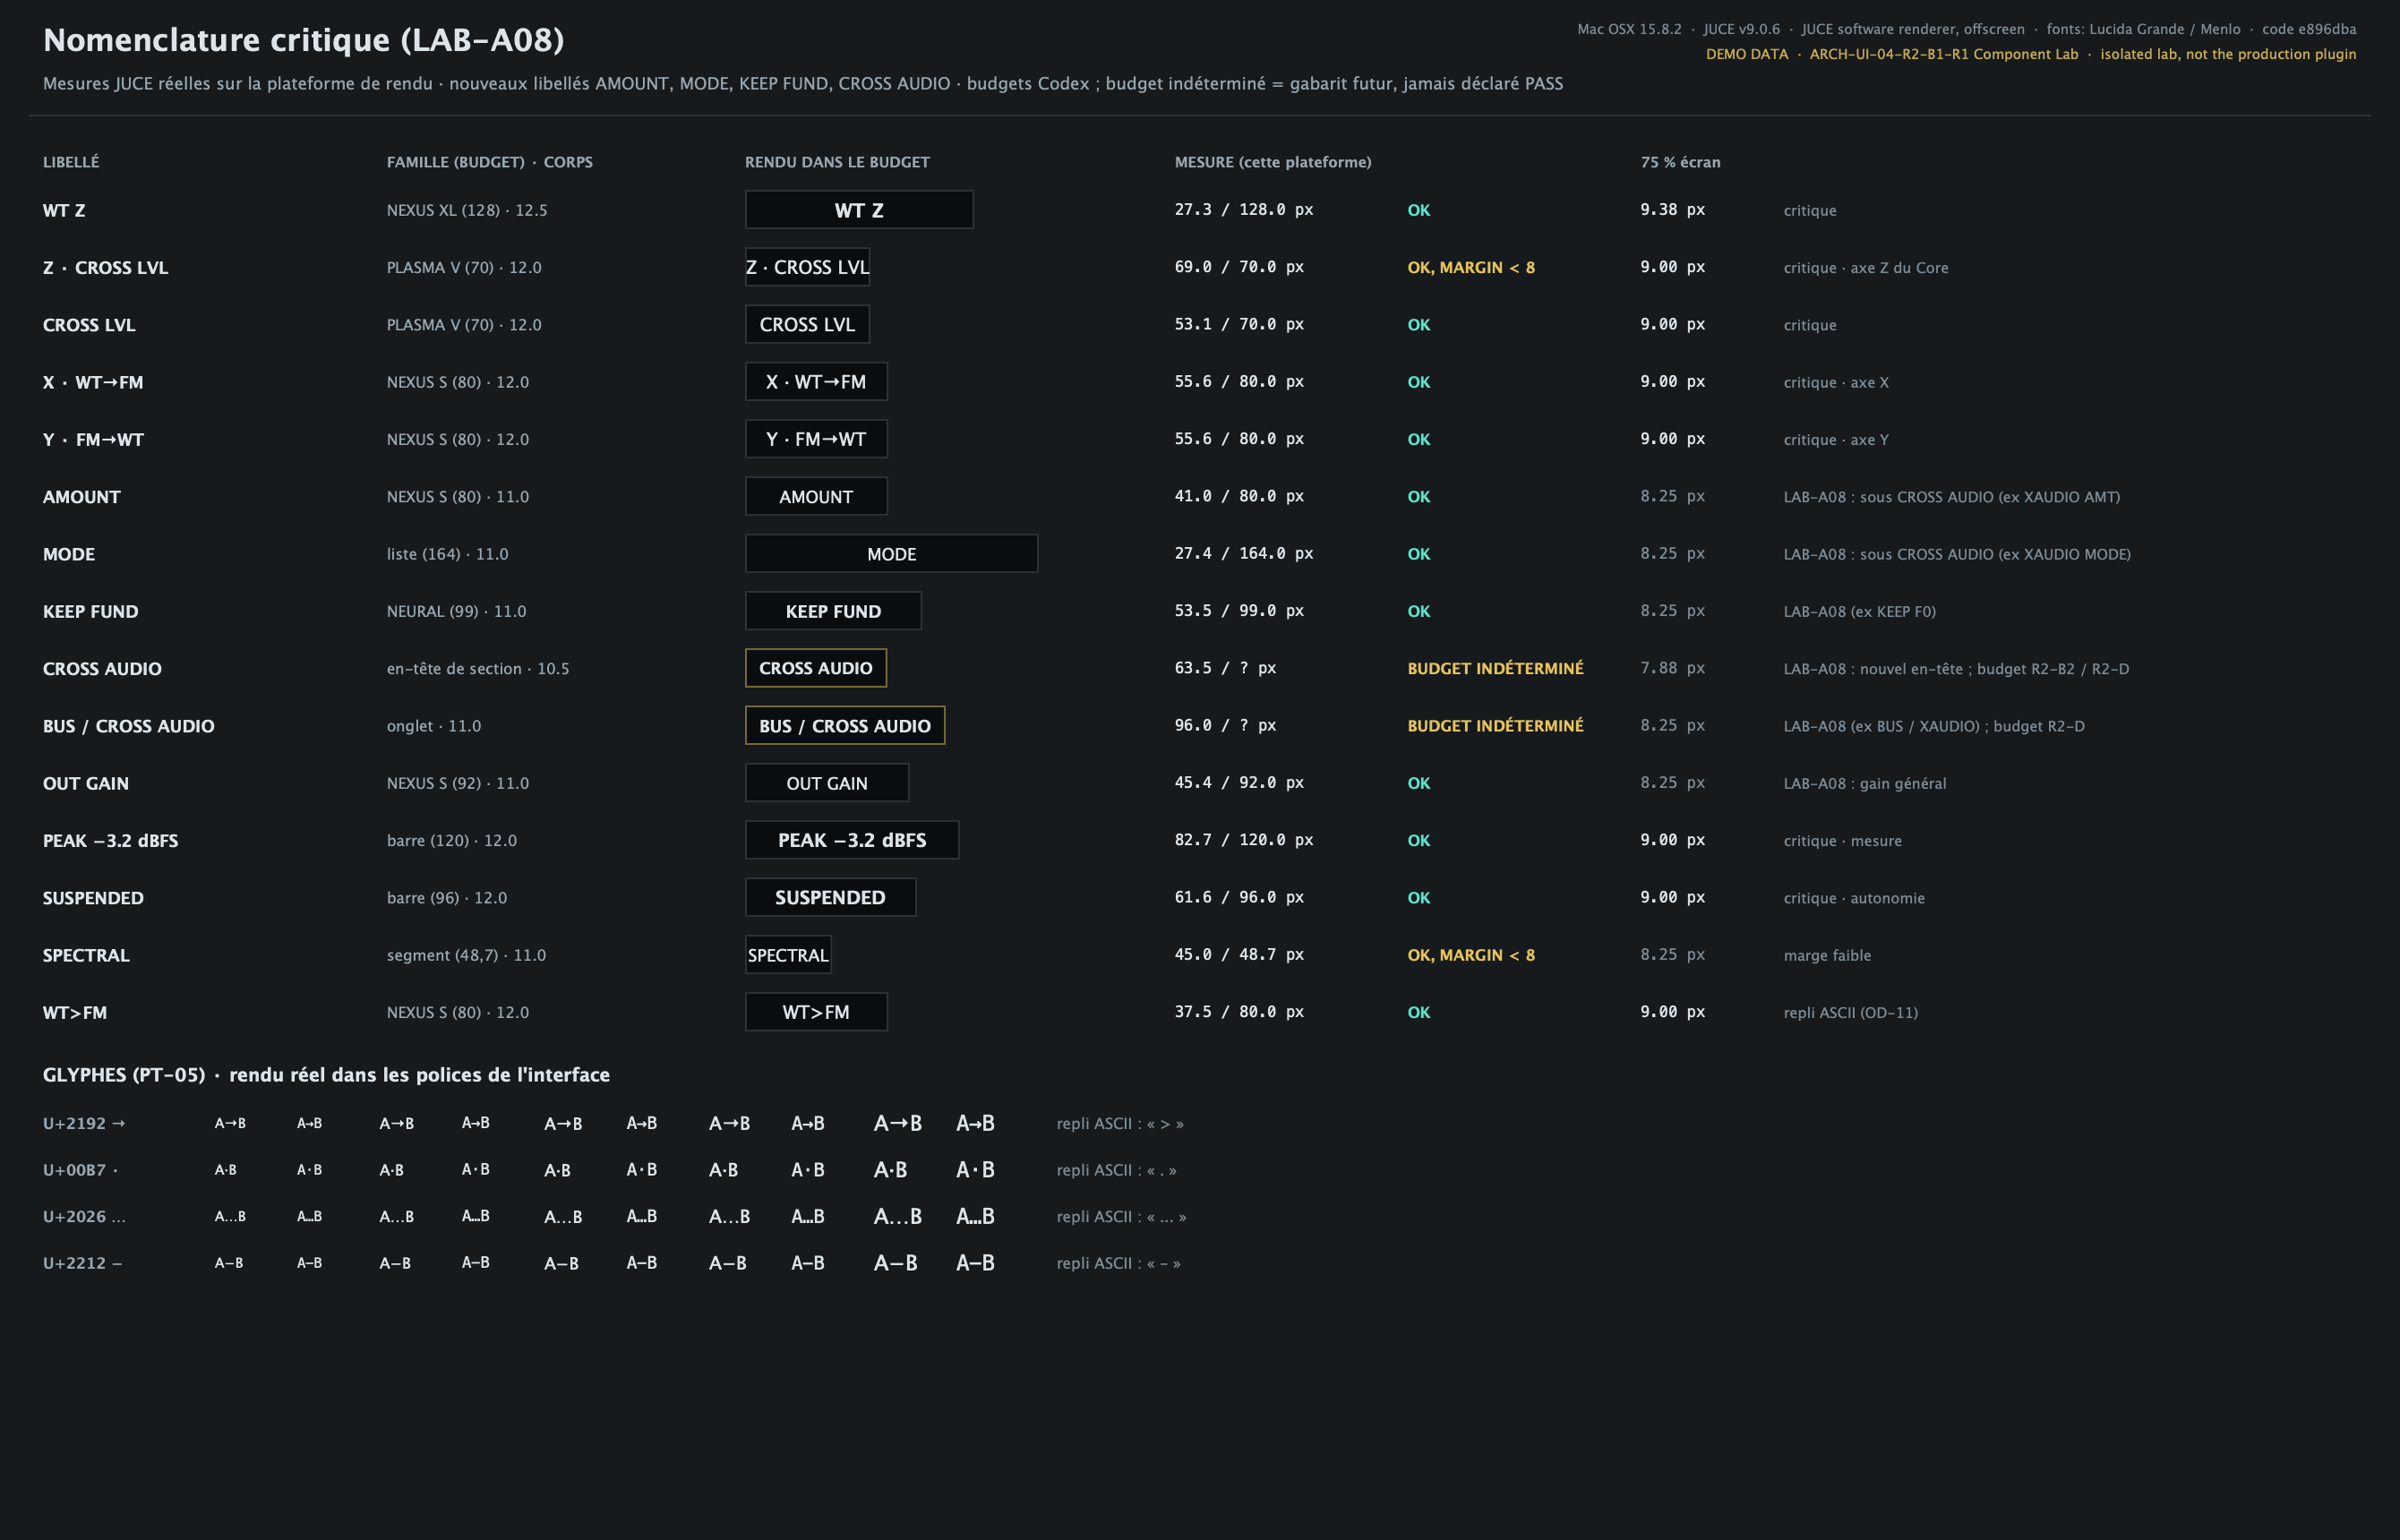 Nomenclature critique (LAB-A08)
Mac OSX 15.8.2 · JUCE v9.0.6 · JUCE software renderer, offscreen · fonts: Lucida Grande / Menlo · code e896dba
DEMO DATA · ARCH-UI-04-R2-B1-R1 Component Lab · isolated lab, not the production plugin
Mesures JUCE réelles sur la plateforme de rendu · nouveaux libellés AMOUNT, MODE, KEEP FUND, CROSS AUDIO · budgets Codex ; budget indéterminé = gabarit futur, jamais déclaré PASS
LIBELLÉ FAMILLE (BUDGET) · CORPS RENDU DANS LE BUDGET MESURE (cette plateforme) 75 % écran
WT Z NEXUS XL (128) · 12.5 WT Z 27.3 / 128.0 px OK 9.38 px critique
Z · CROSS LVL PLASMA V (70) · 12.0 Z · CROSS LVL 69.0 / 70.0 px OK, MARGIN < 8 9.00 px critique · axe Z du Core
CROSS LVL PLASMA V (70) · 12.0 CROSS LVL 53.1 / 70.0 px OK 9.00 px critique
X · WT→FM NEXUS S (80) · 12.0 X · WT→FM 55.6 / 80.0 px OK 9.00 px critique · axe X
Y · FM→WT NEXUS S (80) · 12.0 Y · FM→WT 55.6 / 80.0 px OK 9.00 px critique · axe Y
AMOUNT NEXUS S (80) · 11.0 AMOUNT 41.0 / 80.0 px OK 8.25 px LAB-A08 : sous CROSS AUDIO (ex XAUDIO AMT)
MODE liste (164) · 11.0 MODE 27.4 / 164.0 px OK 8.25 px LAB-A08 : sous CROSS AUDIO (ex XAUDIO MODE)
KEEP FUND NEURAL (99) · 11.0 KEEP FUND 53.5 / 99.0 px OK 8.25 px LAB-A08 (ex KEEP F0)
CROSS AUDIO en-tête de section · 10.5 CROSS AUDIO 63.5 / ? px BUDGET INDÉTERMINÉ 7.88 px LAB-A08 : nouvel en-tête ; budget R2-B2 / R2-D
BUS / CROSS AUDIO onglet · 11.0 BUS / CROSS AUDIO 96.0 / ? px BUDGET INDÉTERMINÉ 8.25 px LAB-A08 (ex BUS / XAUDIO) ; budget R2-D
OUT GAIN NEXUS S (92) · 11.0 OUT GAIN 45.4 / 92.0 px OK 8.25 px LAB-A08 : gain général
PEAK −3.2 dBFS barre (120) · 12.0 PEAK −3.2 dBFS 82.7 / 120.0 px OK 9.00 px critique · mesure
SUSPENDED barre (96) · 12.0 SUSPENDED 61.6 / 96.0 px OK 9.00 px critique · autonomie
SPECTRAL segment (48,7) · 11.0 SPECTRAL 45.0 / 48.7 px OK, MARGIN < 8 8.25 px marge faible
WT>FM NEXUS S (80) · 12.0 WT>FM 37.5 / 80.0 px OK 9.00 px repli ASCII (OD-11)
GLYPHES (PT-05) · rendu réel dans les polices de l'interface
U+2192 → A→B A→B A→B A→B A→B A→B A→B A→B A→B A→B repli ASCII : « > »
U+00B7 · A·B A·B A·B A·B A·B A·B A·B A·B A·B A·B repli ASCII : « . »
U+2026 … A…B A…B A…B A…B A…B A…B A…B A…B A…B A…B repli ASCII : « ... »
U+2212 − A−B A−B A−B A−B A−B A−B A−B A−B A−B A−B repli ASCII : « - »